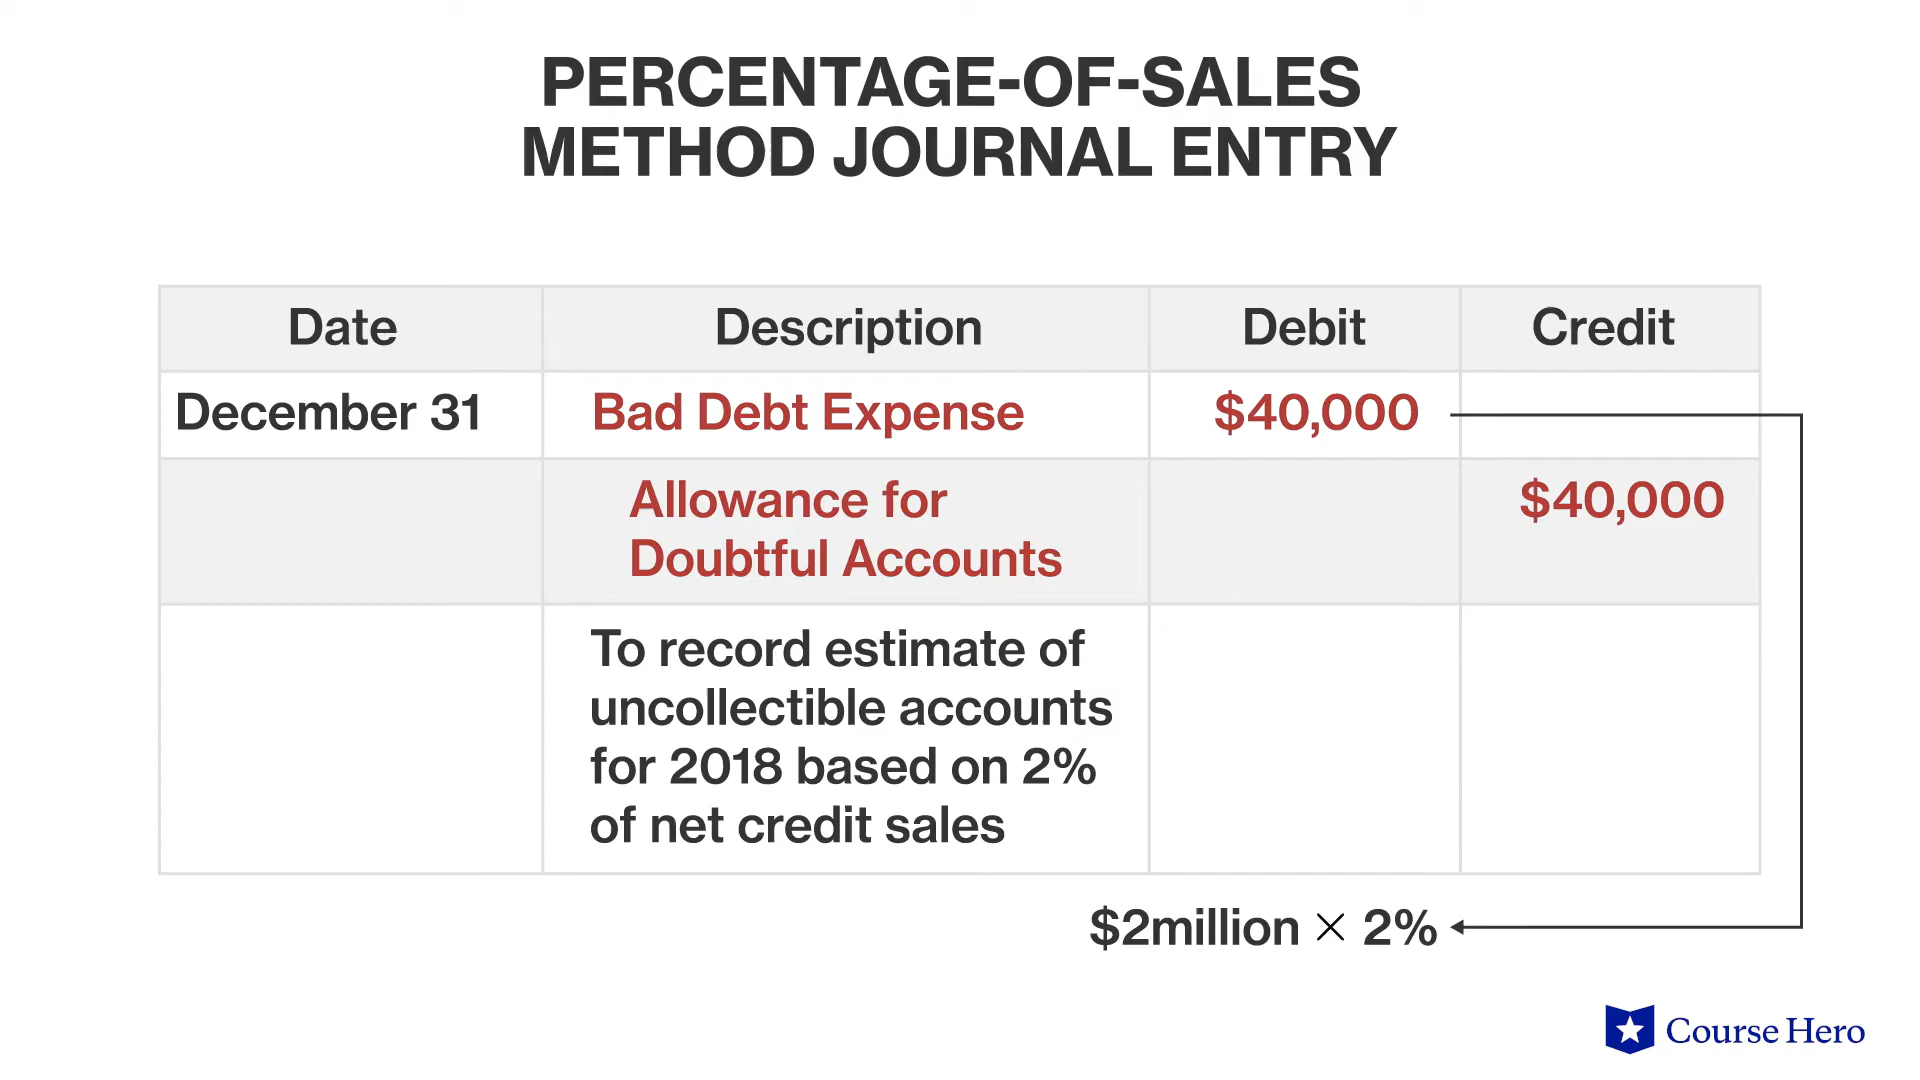 PERCENTAGE-OF-SALES
METHOD JOURNAL ENTRY
Date Description Debit Credit
December 31 Bad Debt Expense $40,000
Allowance for $40,000
Doubtful Accounts
To record estimate of
uncollectible accounts
for 2018 based on 2%
of net credit sales
$2million × 2%
Course Hero